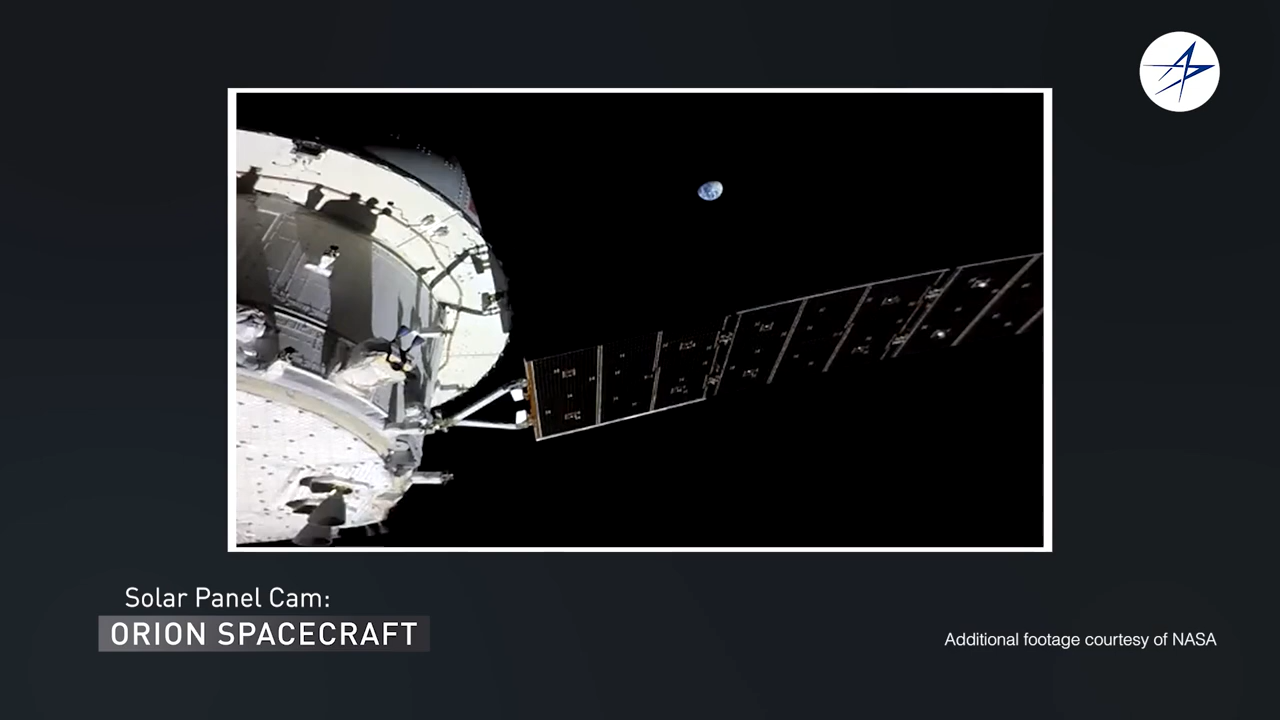 Solar Panel Cam:
ORION SPACECRAFT
Additional footage courtesy of NASA